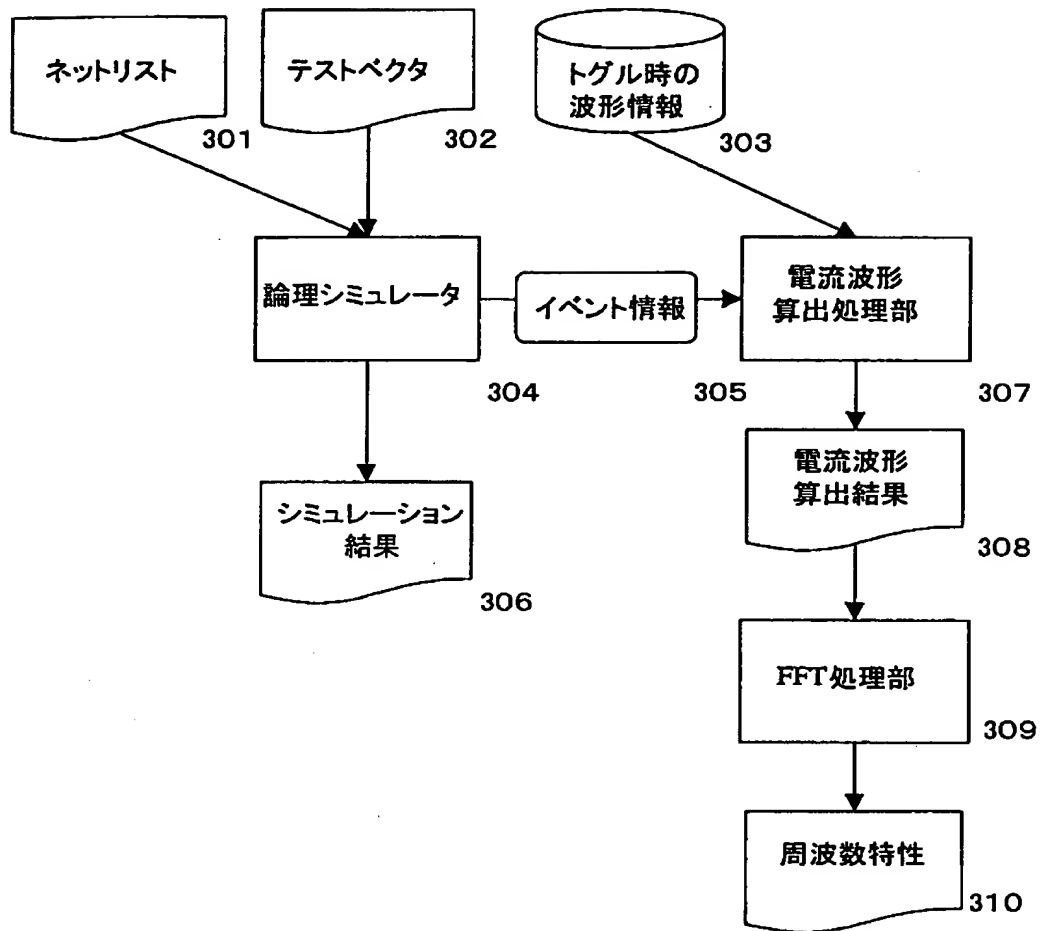 ネットリスト
301
テストベクタ
302
トグル時の
波形情報
303
論理シミュレータ
304
イベント情報
305
電流波形
算出処理部
307
シミュレーション
結果
306
電流波形
算出結果
308
FFT処理部
309
周波数特性
310